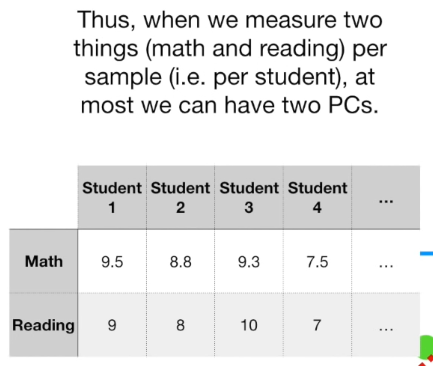 Thus, when we measure two
things (math and reading) per
sample (i.e. per student), at
most we can have two PCs.
Student 1 Student 2 Student 3 Student 4 ...
Math 9.5 8.8 9.3 7.5 ...
Reading 9 8 10 7 ...